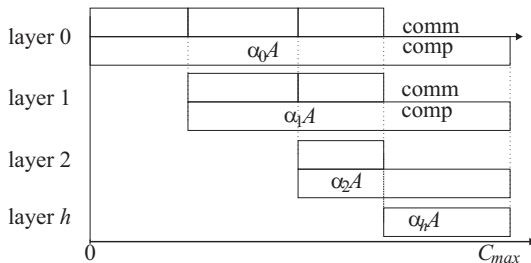 layer 0
comm
comp
α₀A
layer 1
comm
comp
α₁A
layer 2
α₂A
layer h
αₕA
0
Cₘₐₓ